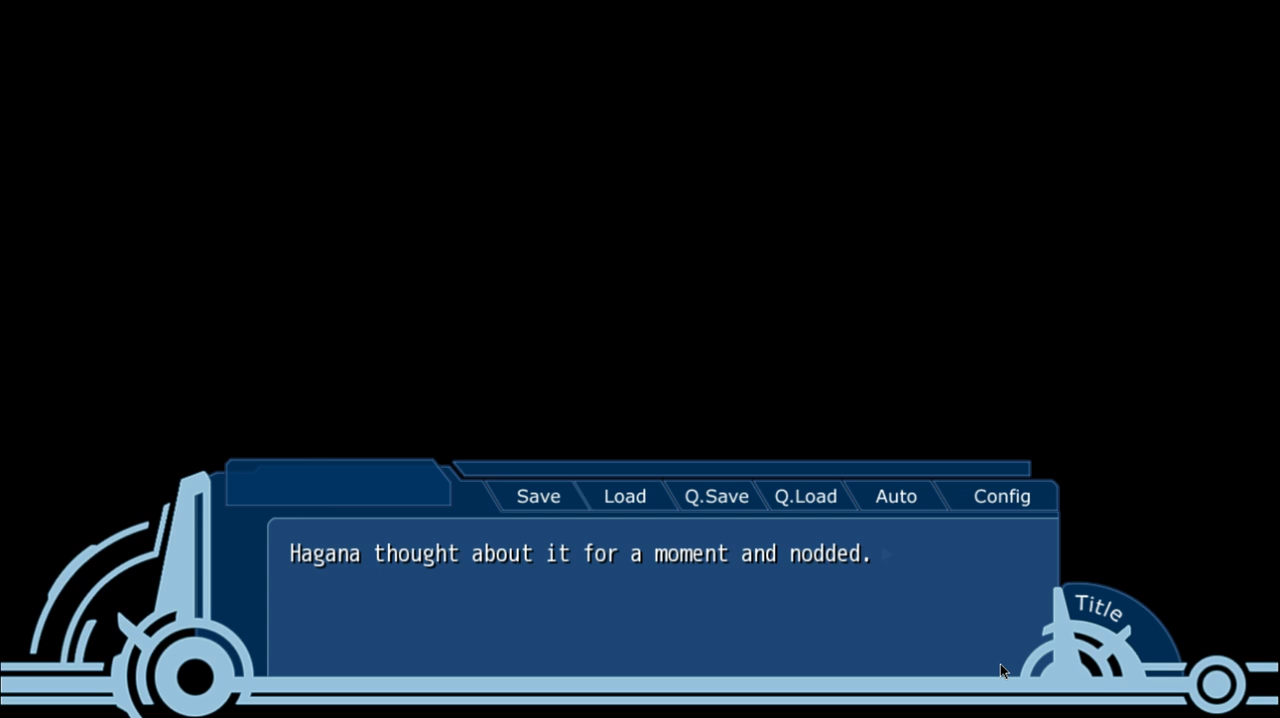 Save Load Q.Save Q.Load Auto Config
Hagana thought about it for a moment and nodded.
Title